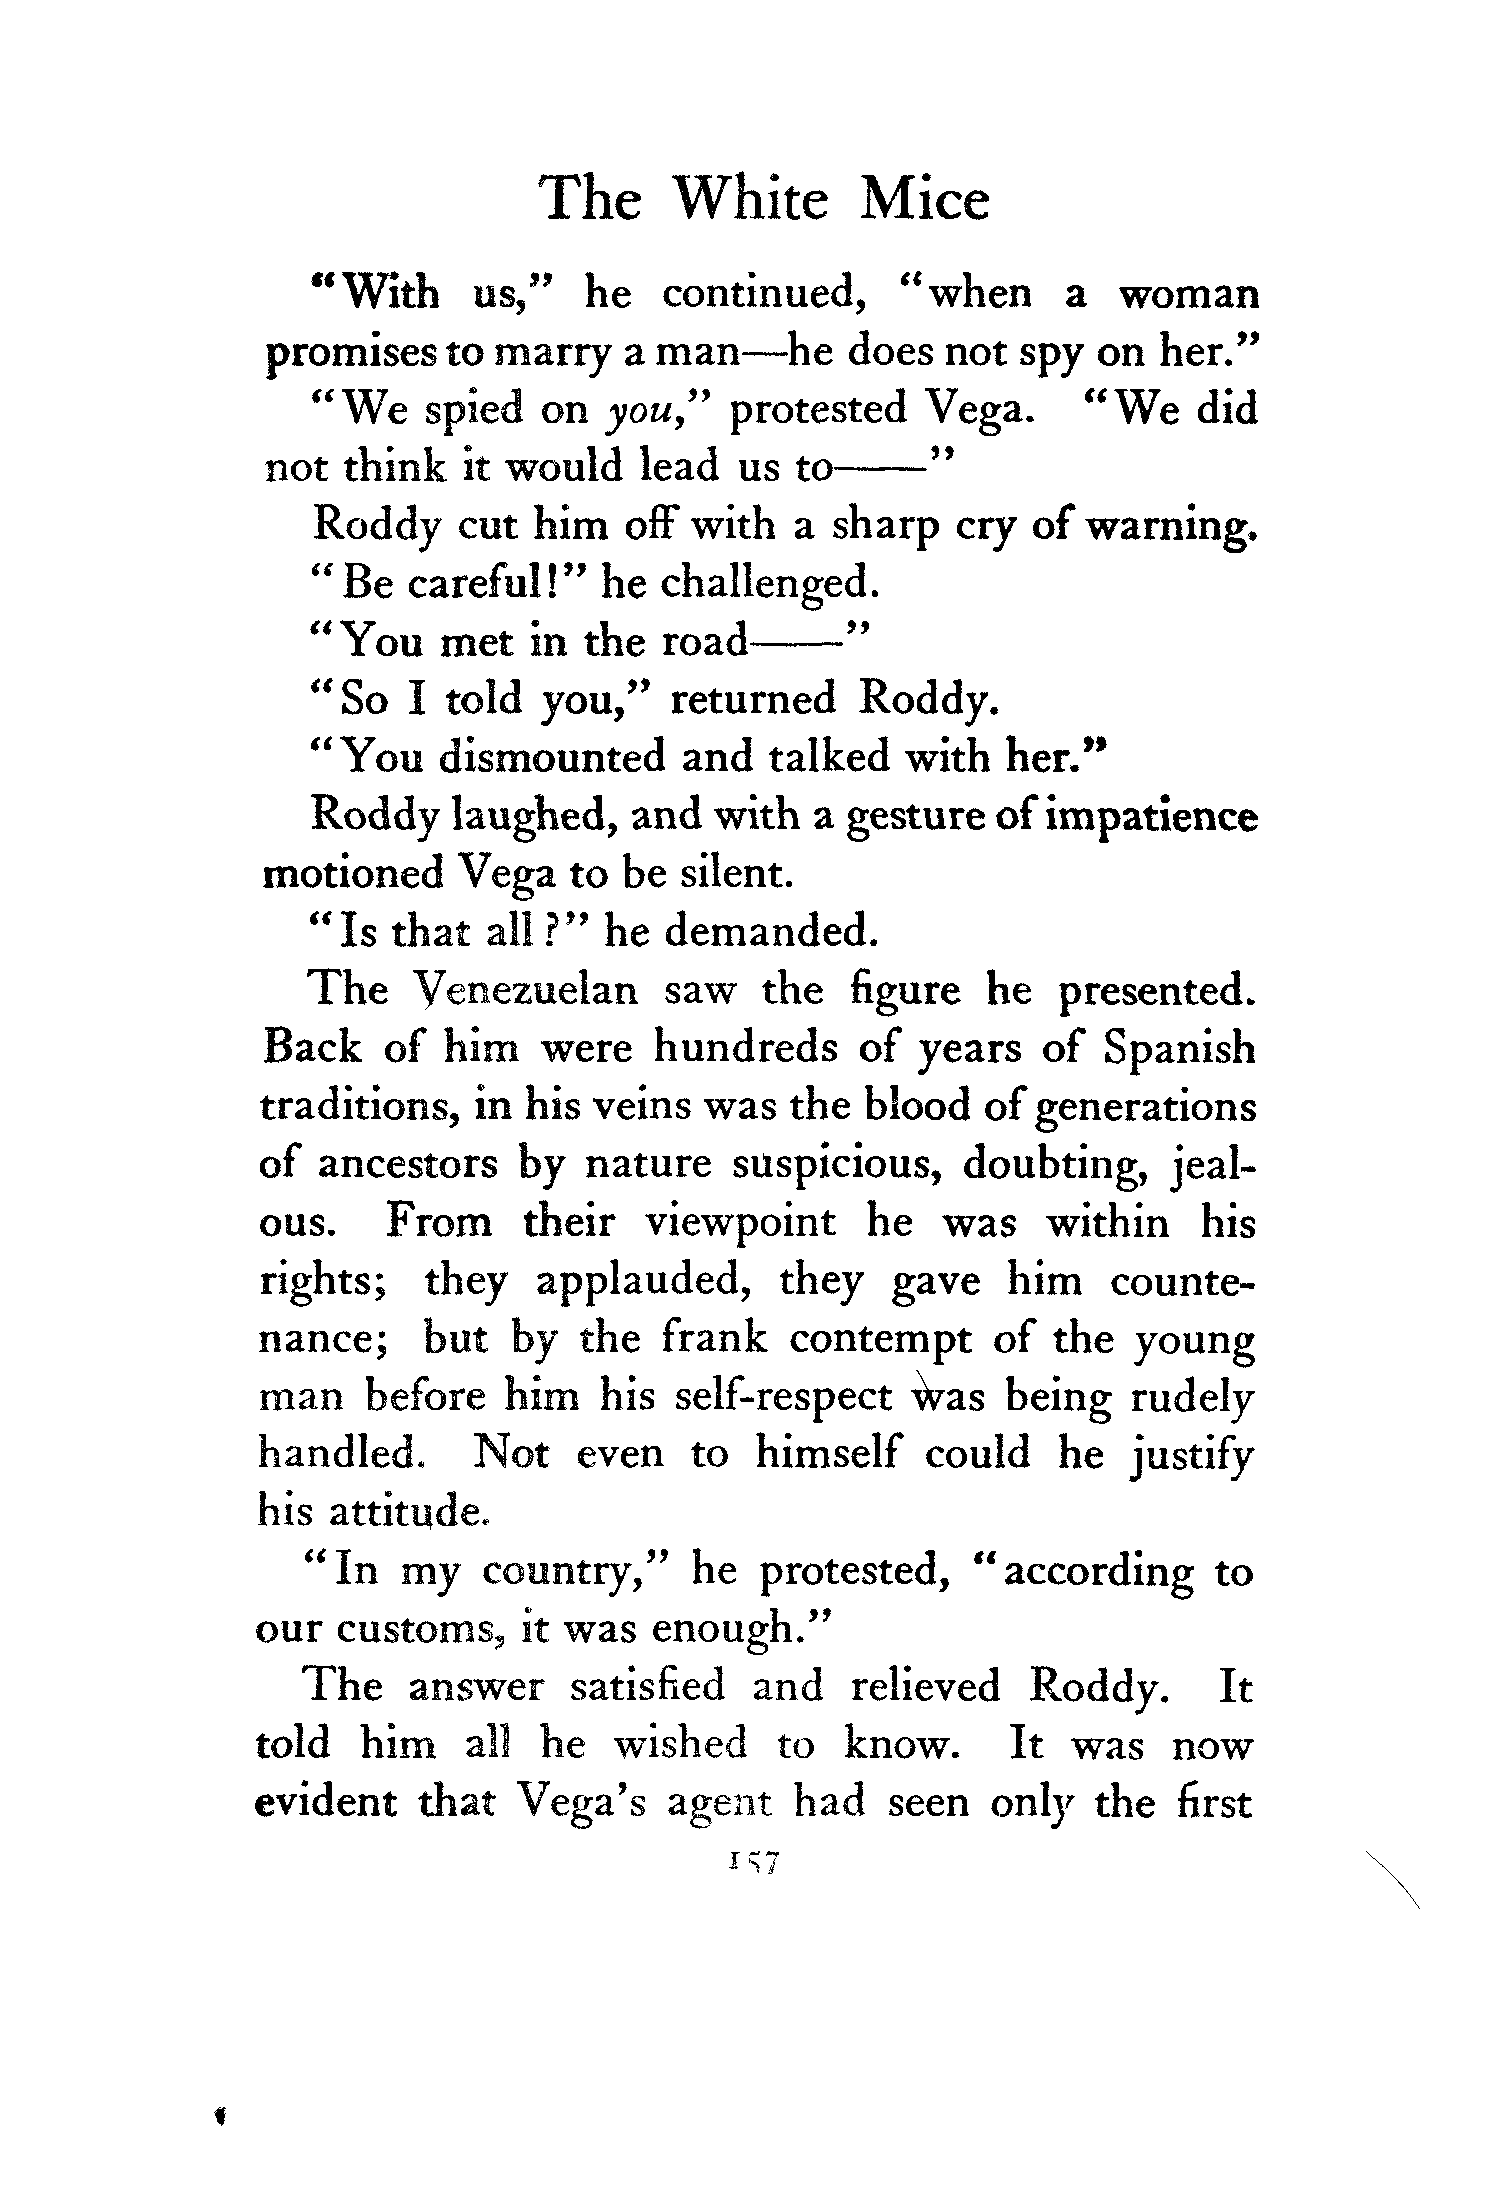 The White Mice
“With us,” he continued, “when a woman
promises to marry a man—he does not spy on her.”
“We spied on you,” protested Vega. “We did
not think it would lead us to——”
Roddy cut him off with a sharp cry of warning.
“Be careful!” he challenged.
“You met in the road——”
“So I told you,” returned Roddy.
“You dismounted and talked with her.”
Roddy laughed, and with a gesture of impatience
motioned Vega to be silent.
“Is that all?” he demanded.
The Venezuelan saw the figure he presented.
Back of him were hundreds of years of Spanish
traditions, in his veins was the blood of generations
of ancestors by nature suspicious, doubting, jeal-
ous. From their viewpoint he was within his
rights; they applauded, they gave him counte-
nance; but by the frank contempt of the young
man before him his self-respect was being rudely
handled. Not even to himself could he justify
his attitude.
“In my country,” he protested, “according to
our customs, it was enough.”
The answer satisfied and relieved Roddy. It
told him all he wished to know. It was now
evident that Vega’s agent had seen only the first
157